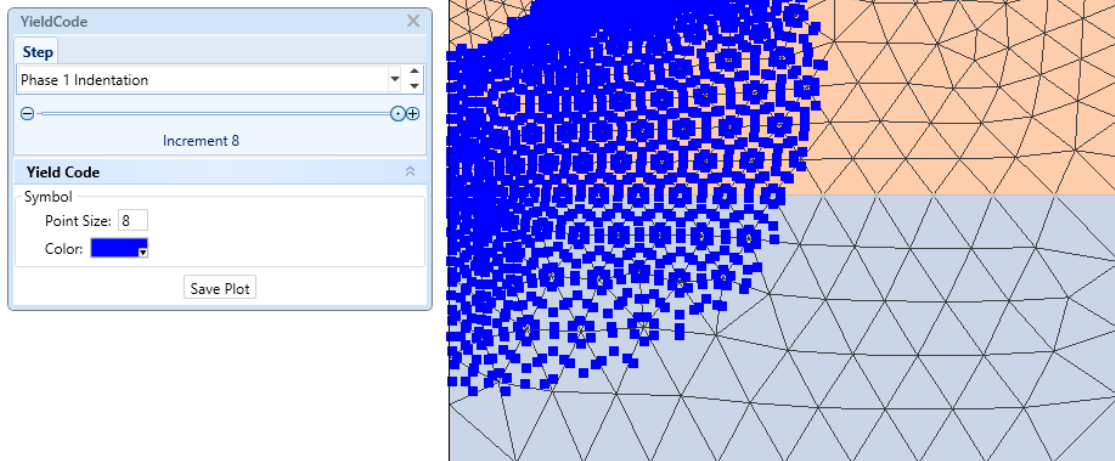 YieldCode
Step
Phase 1 Indentation
Increment 8
Yield Code
Symbol
Point Size: 8
Color:
Save Plot